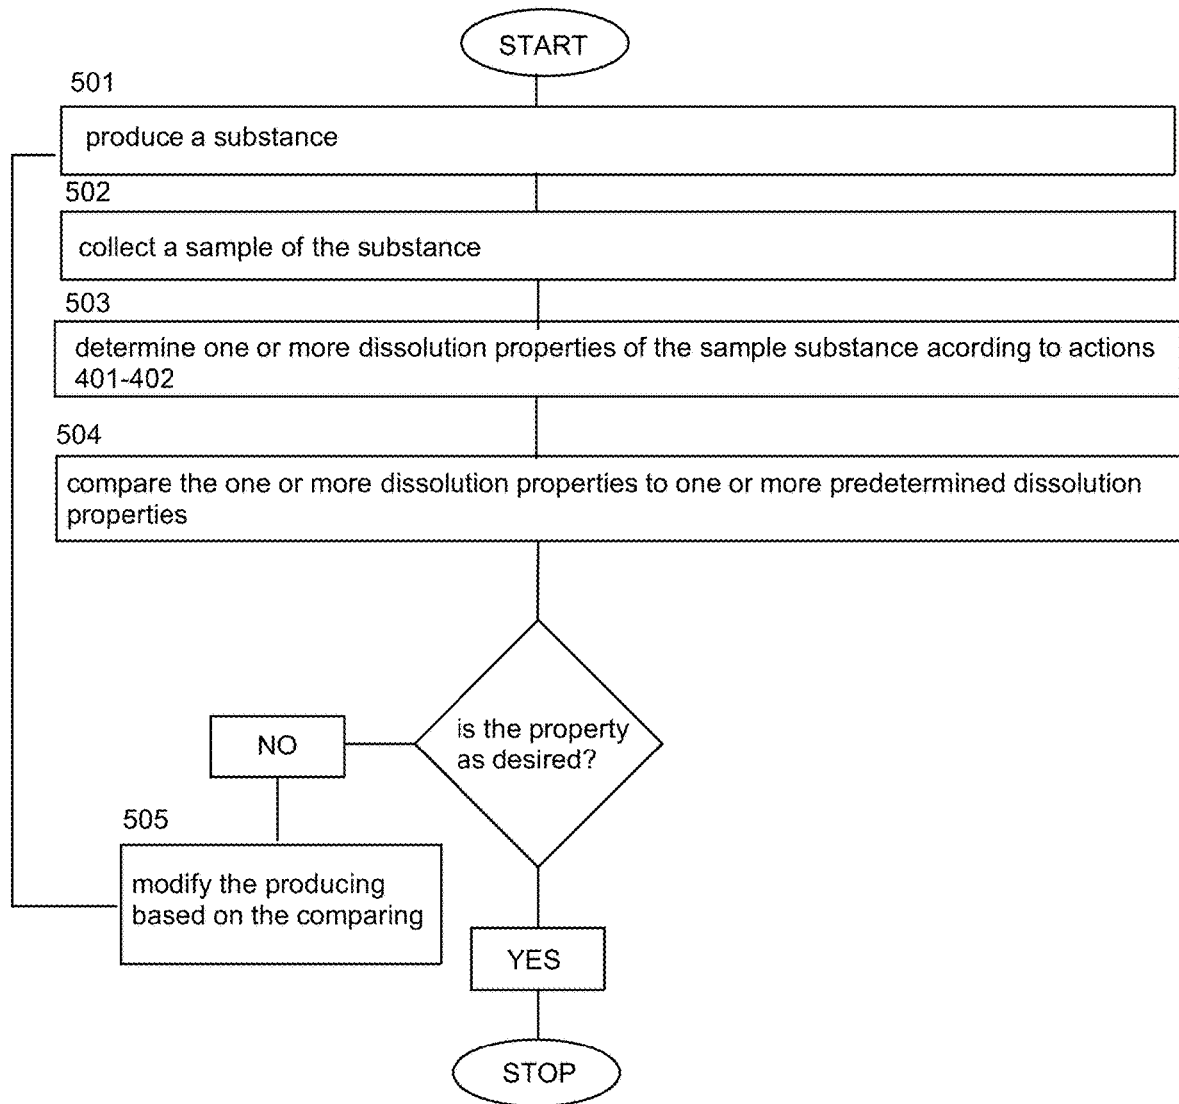 START
501
produce a substance
502
collect a sample of the substance
503
determine one or more dissolution properties of the sample substance acording to actions
401-402
504
compare the one or more dissolution properties to one or more predetermined dissolution
properties
is the property
as desired?
NO
505
modify the producing
based on the comparing
YES
STOP